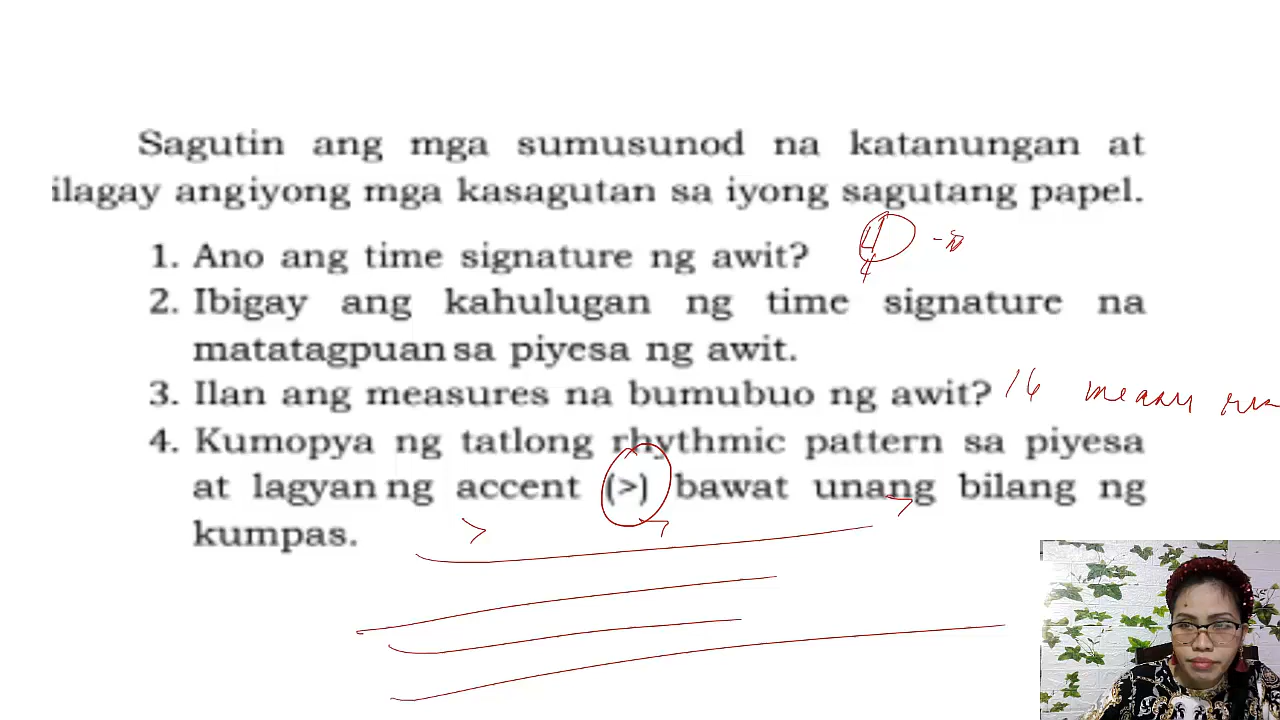 Sagutin ang mga sumusunod na katanungan at
ilagay angiyong mga kasagutan sa iyong sagutang papel.
1. Ano ang time signature ng awit? 4
4
2. Ibigay ang kahulugan ng time signature na
matatagpuan sa piyesa ng awit.
3. Ilan ang measures na bumubuo ng awit? 16
4. Kumopya ng tatlong rhythmic pattern sa piyesa
at lagyan ng accent (>) bawat unang bilang ng
kumpas.
> > >